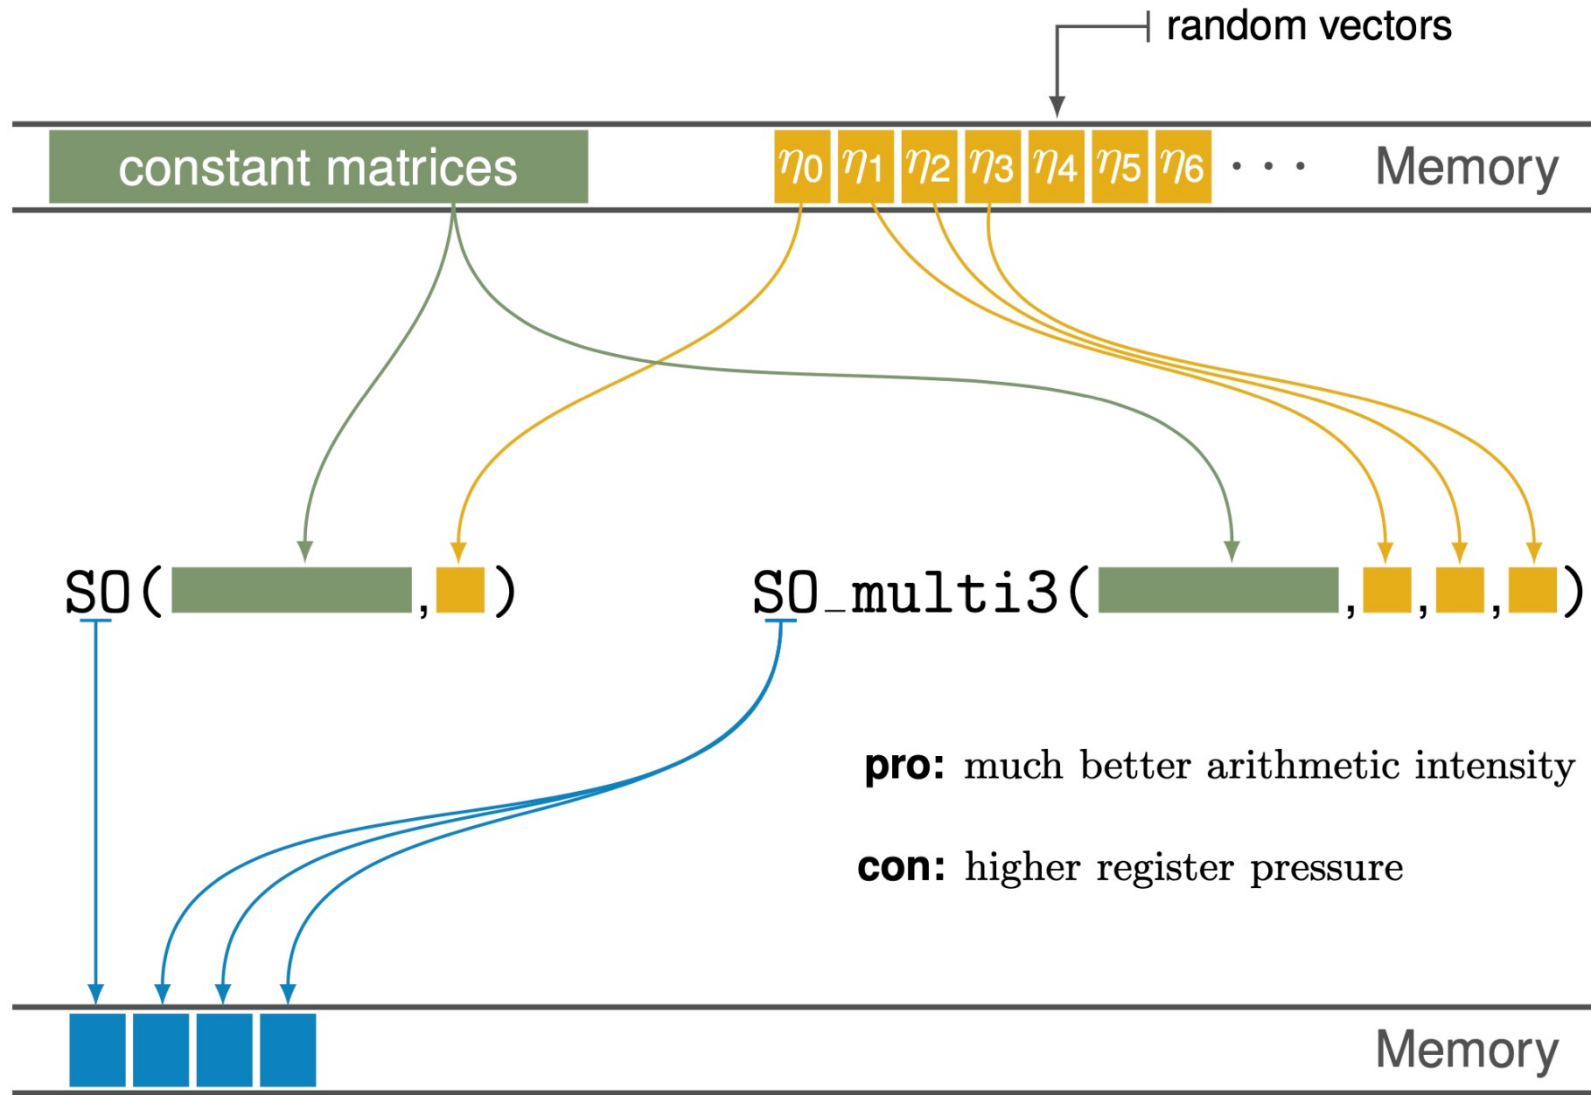 random vectors
constant matrices η0 η1 η2 η3 η4 η5 η6 · · · Memory
SO( , ) SO_multi3( , , , )
pro: much better arithmetic intensity
con: higher register pressure
Memory